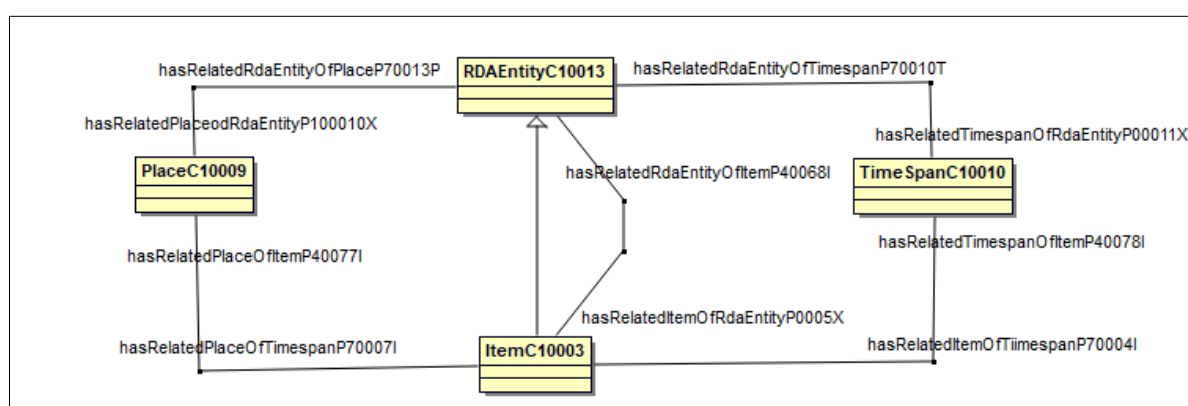 hasRelatedRdaEntityOfPlaceP70013P
RDAEntityC10013
hasRelatedRdaEntityOfTimespanP70010T
hasRelatedPlaceodRdaEntityP100010X
hasRelatedTimespanOfRdaEntityP00011X
PlaceC10009
hasRelatedRdaEntityOfItemP40068I
TimeSpanC10010
hasRelatedPlaceOfItemP40077I
hasRelatedTimespanOfItemP40078I
hasRelatedItemOfRdaEntityP0005X
hasRelatedPlaceOfTimespanP70007I
ItemC10003
hasRelatedItemOfTiimespanP70004I